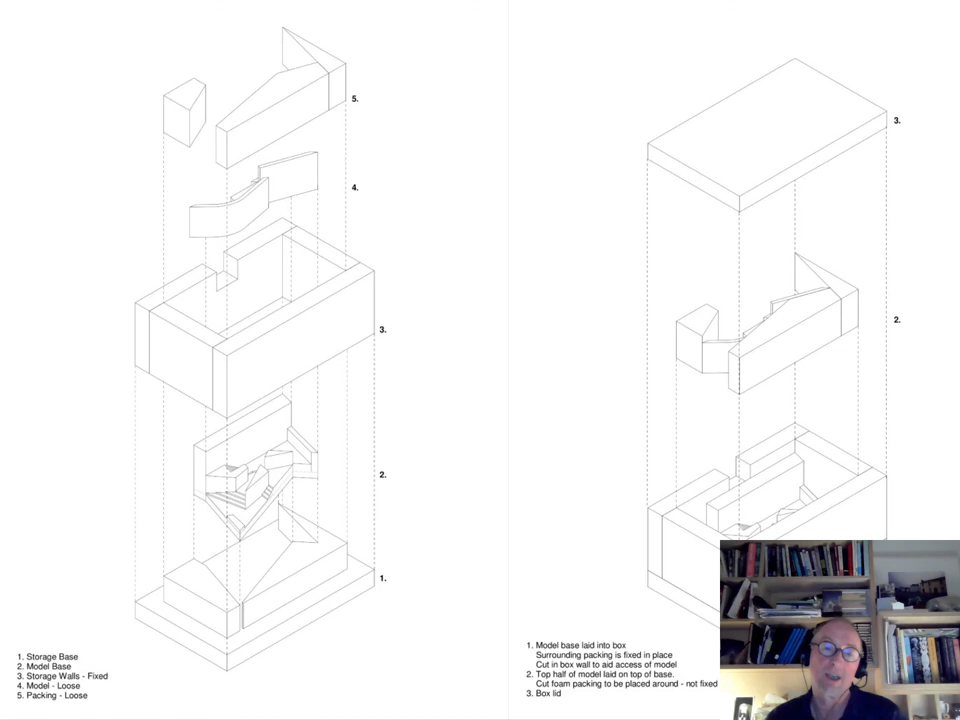 5.
4.
3.
2.
1.
1. Storage Base
2. Model Base
3. Storage Walls - Fixed
4. Model - Loose
5. Packing - Loose
3.
2.
1. Model base laid into box
Surrounding packing is fixed in place
Cut in box wall to aid access of model
2. Top half of model laid on top of base.
Cut foam packing to be placed around - not fixed
3. Box lid